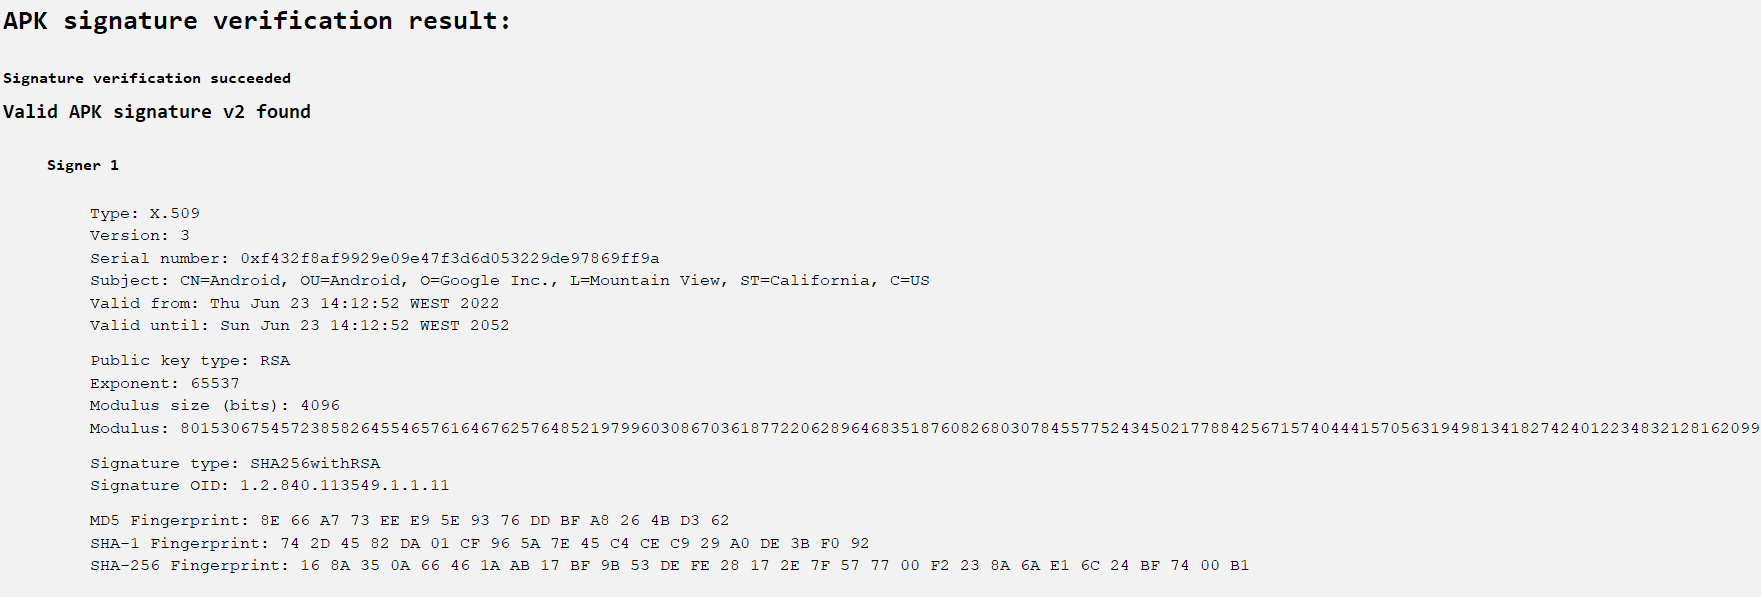 APK signature verification result:
Signature verification succeeded
Valid APK signature v2 found
Signer 1
Type: X.509
Version: 3
Serial number: 0xf432f8af9929e09e47f3d6d053229de97869ff9a
Subject: CN=Android, OU=Android, O=Google Inc., L=Mountain View, ST=California, C=US
Valid from: Thu Jun 23 14:12:52 WEST 2022
Valid until: Sun Jun 23 14:12:52 WEST 2052
Public key type: RSA
Exponent: 65537
Modulus size (bits): 4096
Modulus: 80153067545723858264554657616467625764852197996030867036187722062896468351876082680307845577524345021778842567157404441570563194981341827424012234832128162099
Signature type: SHA256withRSA
Signature OID: 1.2.840.113549.1.1.11
MD5 Fingerprint: 8E 66 A7 73 EE E9 5E 93 76 DD BF A8 26 4B D3 62
SHA-1 Fingerprint: 74 2D 45 82 DA 01 CF 96 5A 7E 45 C4 CE C9 29 A0 DE 3B F0 92
SHA-256 Fingerprint: 16 8A 35 0A 66 46 1A AB 17 BF 9B 53 DE FE 28 17 2E 7F 57 77 00 F2 23 8A 6A E1 6C 24 BF 74 00 B1